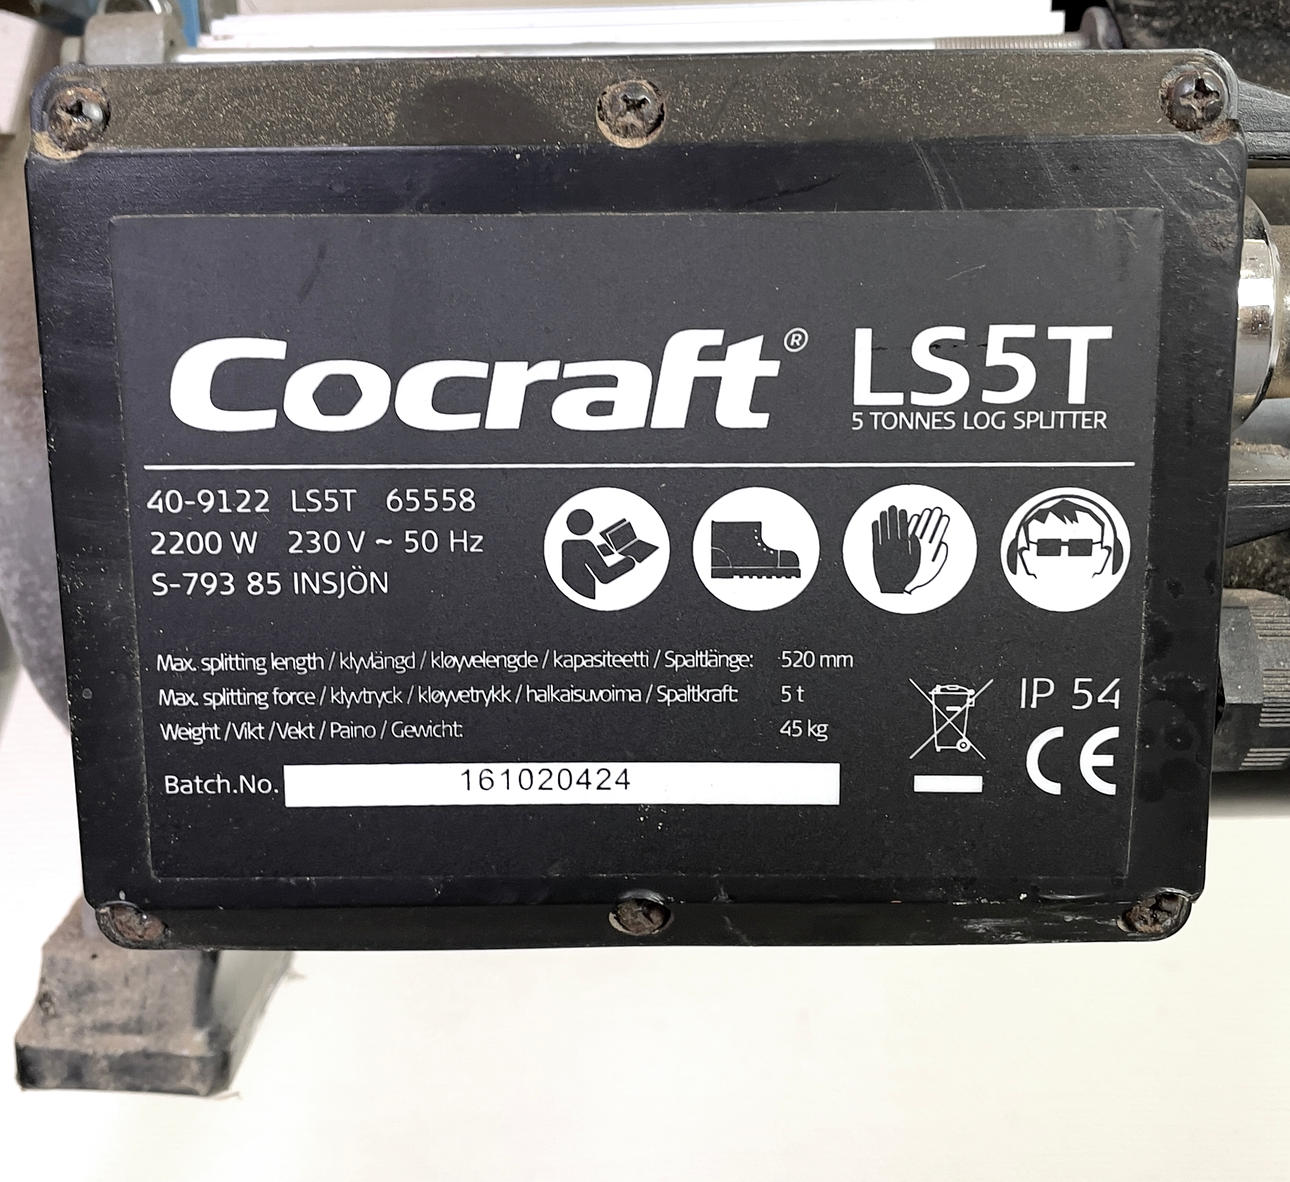 Cocraft® LS5T
5 TONNES LOG SPLITTER
40-9122 LS5T 65558
2200 W 230 V ~ 50 Hz
S-793 85 INSJÖN
Max. splitting length / klyvlängd / kløyvelengde / kapasiteetti / Spaltlänge: 520 mm
Max. splitting force / klyvtryck / kløyvetrykk / halkaisuvoima / Spaltkraft: 5 t
Weight / Vikt / Vekt / Paino / Gewicht: 45 kg
IP 54
CE
Batch.No. 161020424